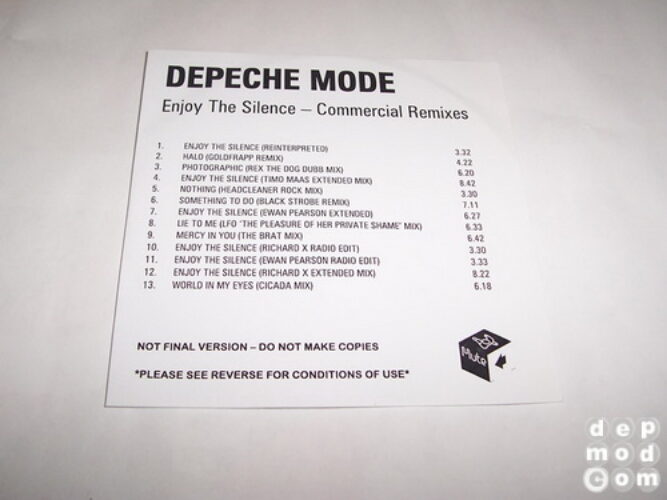 DEPECHE MODE
Enjoy The Silence – Commercial Remixes
1. ENJOY THE SILENCE (REINTERPRETED) 3.32
2. HALO (GOLDFRAPP REMIX) 4.22
3. PHOTOGRAPHIC (REX THE DOG DUBB MIX) 6.20
4. ENJOY THE SILENCE (TIMO MAAS EXTENDED MIX) 8.42
5. NOTHING (HEADCLEANER ROCK MIX) 3.30
6. SOMETHING TO DO (BLACK STROBE REMIX) 7.11
7. ENJOY THE SILENCE (EWAN PEARSON EXTENDED) 6.27
8. LIE TO ME (LFO "THE PLEASURE OF HER PRIVATE SHAME" MIX) 6.33
9. MERCY IN YOU (THE BRAT MIX) 6.42
10. ENJOY THE SILENCE (RICHARD X RADIO EDIT) 3.30
11. ENJOY THE SILENCE (EWAN PEARSON RADIO EDIT) 3.33
12. ENJOY THE SILENCE (RICHARD X EXTENDED MIX) 8.22
13. WORLD IN MY EYES (CICADA MIX) 6.18
NOT FINAL VERSION – DO NOT MAKE COPIES
Mute
*PLEASE SEE REVERSE FOR CONDITIONS OF USE*
dep
mod
com